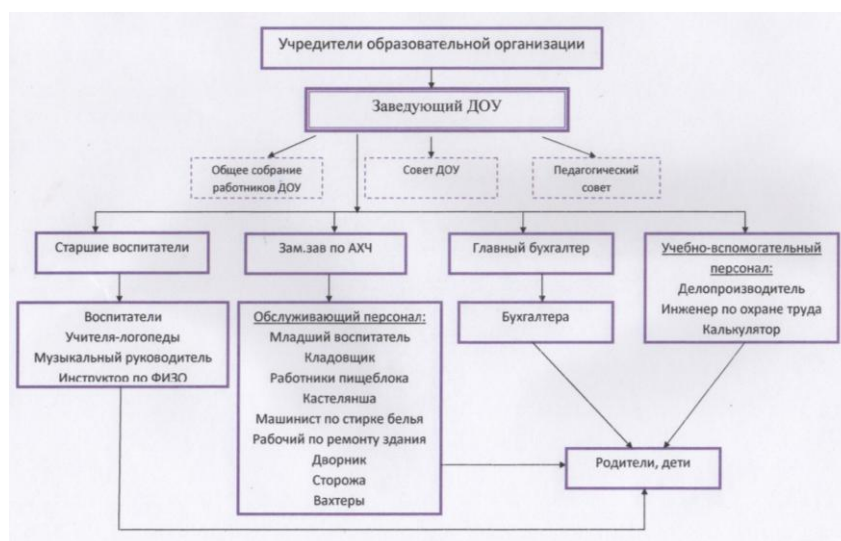 Учредители образовательной организации
Заведующий ДОУ
Общее собрание
работников ДОУ
Совет ДОУ
Педагогический
совет
Старшие воспитатели
Зам.зав по АХЧ
Главный бухгалтер
Учебно-вспомогательный
персонал:
Делопроизводитель
Инженер по охране труда
Калькулятор
Воспитатели
Учителя-логопеды
Музыкальный руководитель
Инструктор по ФИЗО
Обслуживающий персонал:
Младший воспитатель
Кладовщик
Работники пищеблока
Кастелянша
Машинист по стирке белья
Рабочий по ремонту здания
Дворник
Сторожа
Вахтеры
Бухгалтера
Родители, дети